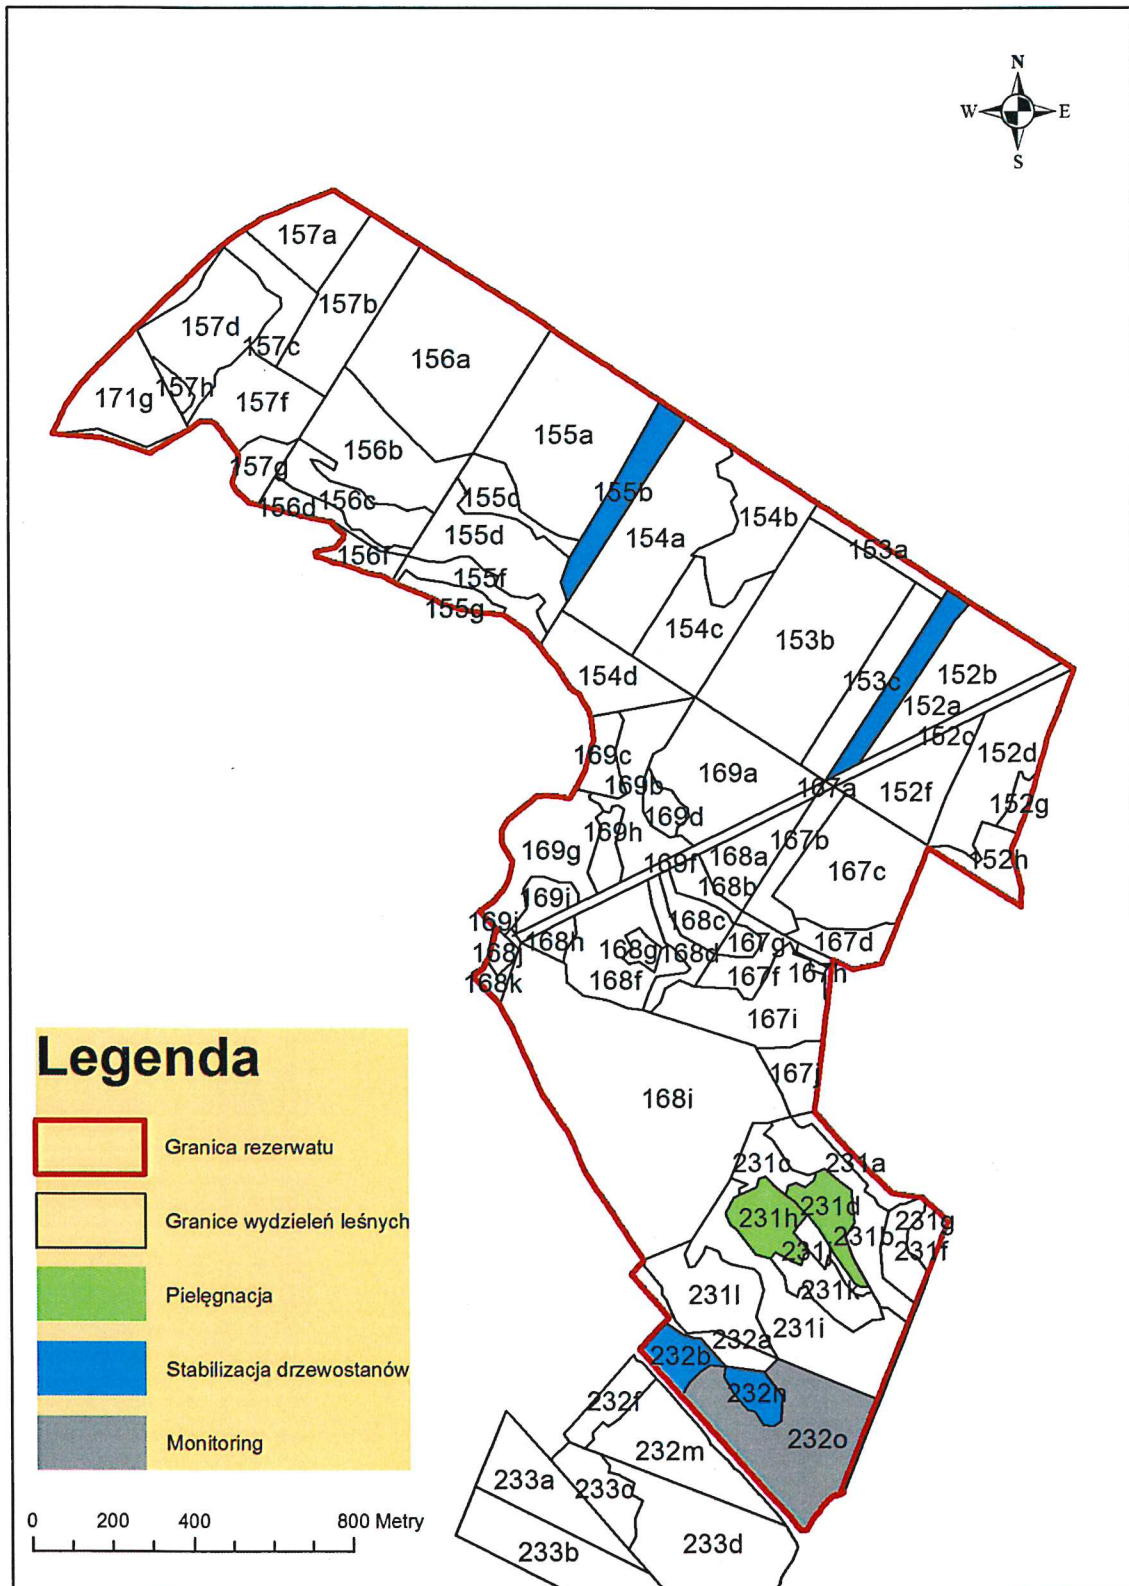 N
W E
S
157a
157b
157d
157c
156a
157h
171g
157f
155a
156b
157g
155b
155c
156c
156d
154b
155d
154a
153a
156f
155f
155g
154c
153b
154d
153c
152b
152a
152c
169c
152d
169b
169a
167a
152f
152g
169d
169h
167b
169g
169f
168a
152h
167c
168b
169j
169i
168c
167d
168h
167g
168j
168g
168d
168k
168f
167f
167h
167i
167j
168i
231c
231a
231d
231h
231g
231b
231f
231j
231k
231l
231i
232a
232b
232h
232f
232o
232m
233a
233c
233b
233d
Legenda
Granica rezerwatu
Granice wydzieleń leśnych
Pielęgnacja
Stabilizacja drzewostanów
Monitoring
0 200 400 800 Metry